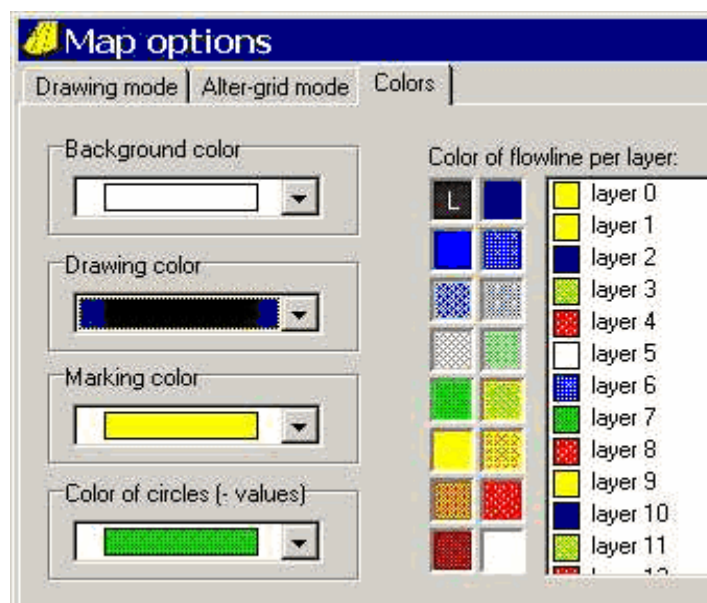 Map options
Drawing mode
Alter-grid mode
Colors
Background color
Drawing color
Marking color
Color of circles (- values)
Color of flowline per layer:
L
layer 0
layer 1
layer 2
layer 3
layer 4
layer 5
layer 6
layer 7
layer 8
layer 9
layer 10
layer 11